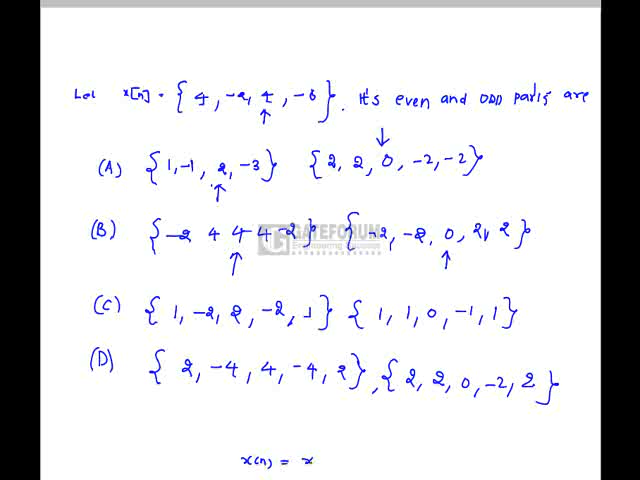 Let x[n] = { 4, -2, 4, -6 }. It's even and ODD parts are
↑
↓
(A) { 1, -1, 2, -3 } { 2, 2, 0, -2, -2 }
↑
(B) { -2 4 4 4 -2 } { -2, -2, 0, 2, 2 }
GATEFORUM
↑ ↑
(C) { 1, -2, 2, -2, 1 } { 1, 1, 0, -1, 1 }
(D) { 2, -4, 4, -4, 2 }, { 2, 2, 0, -2, 2 }
x(n) = x